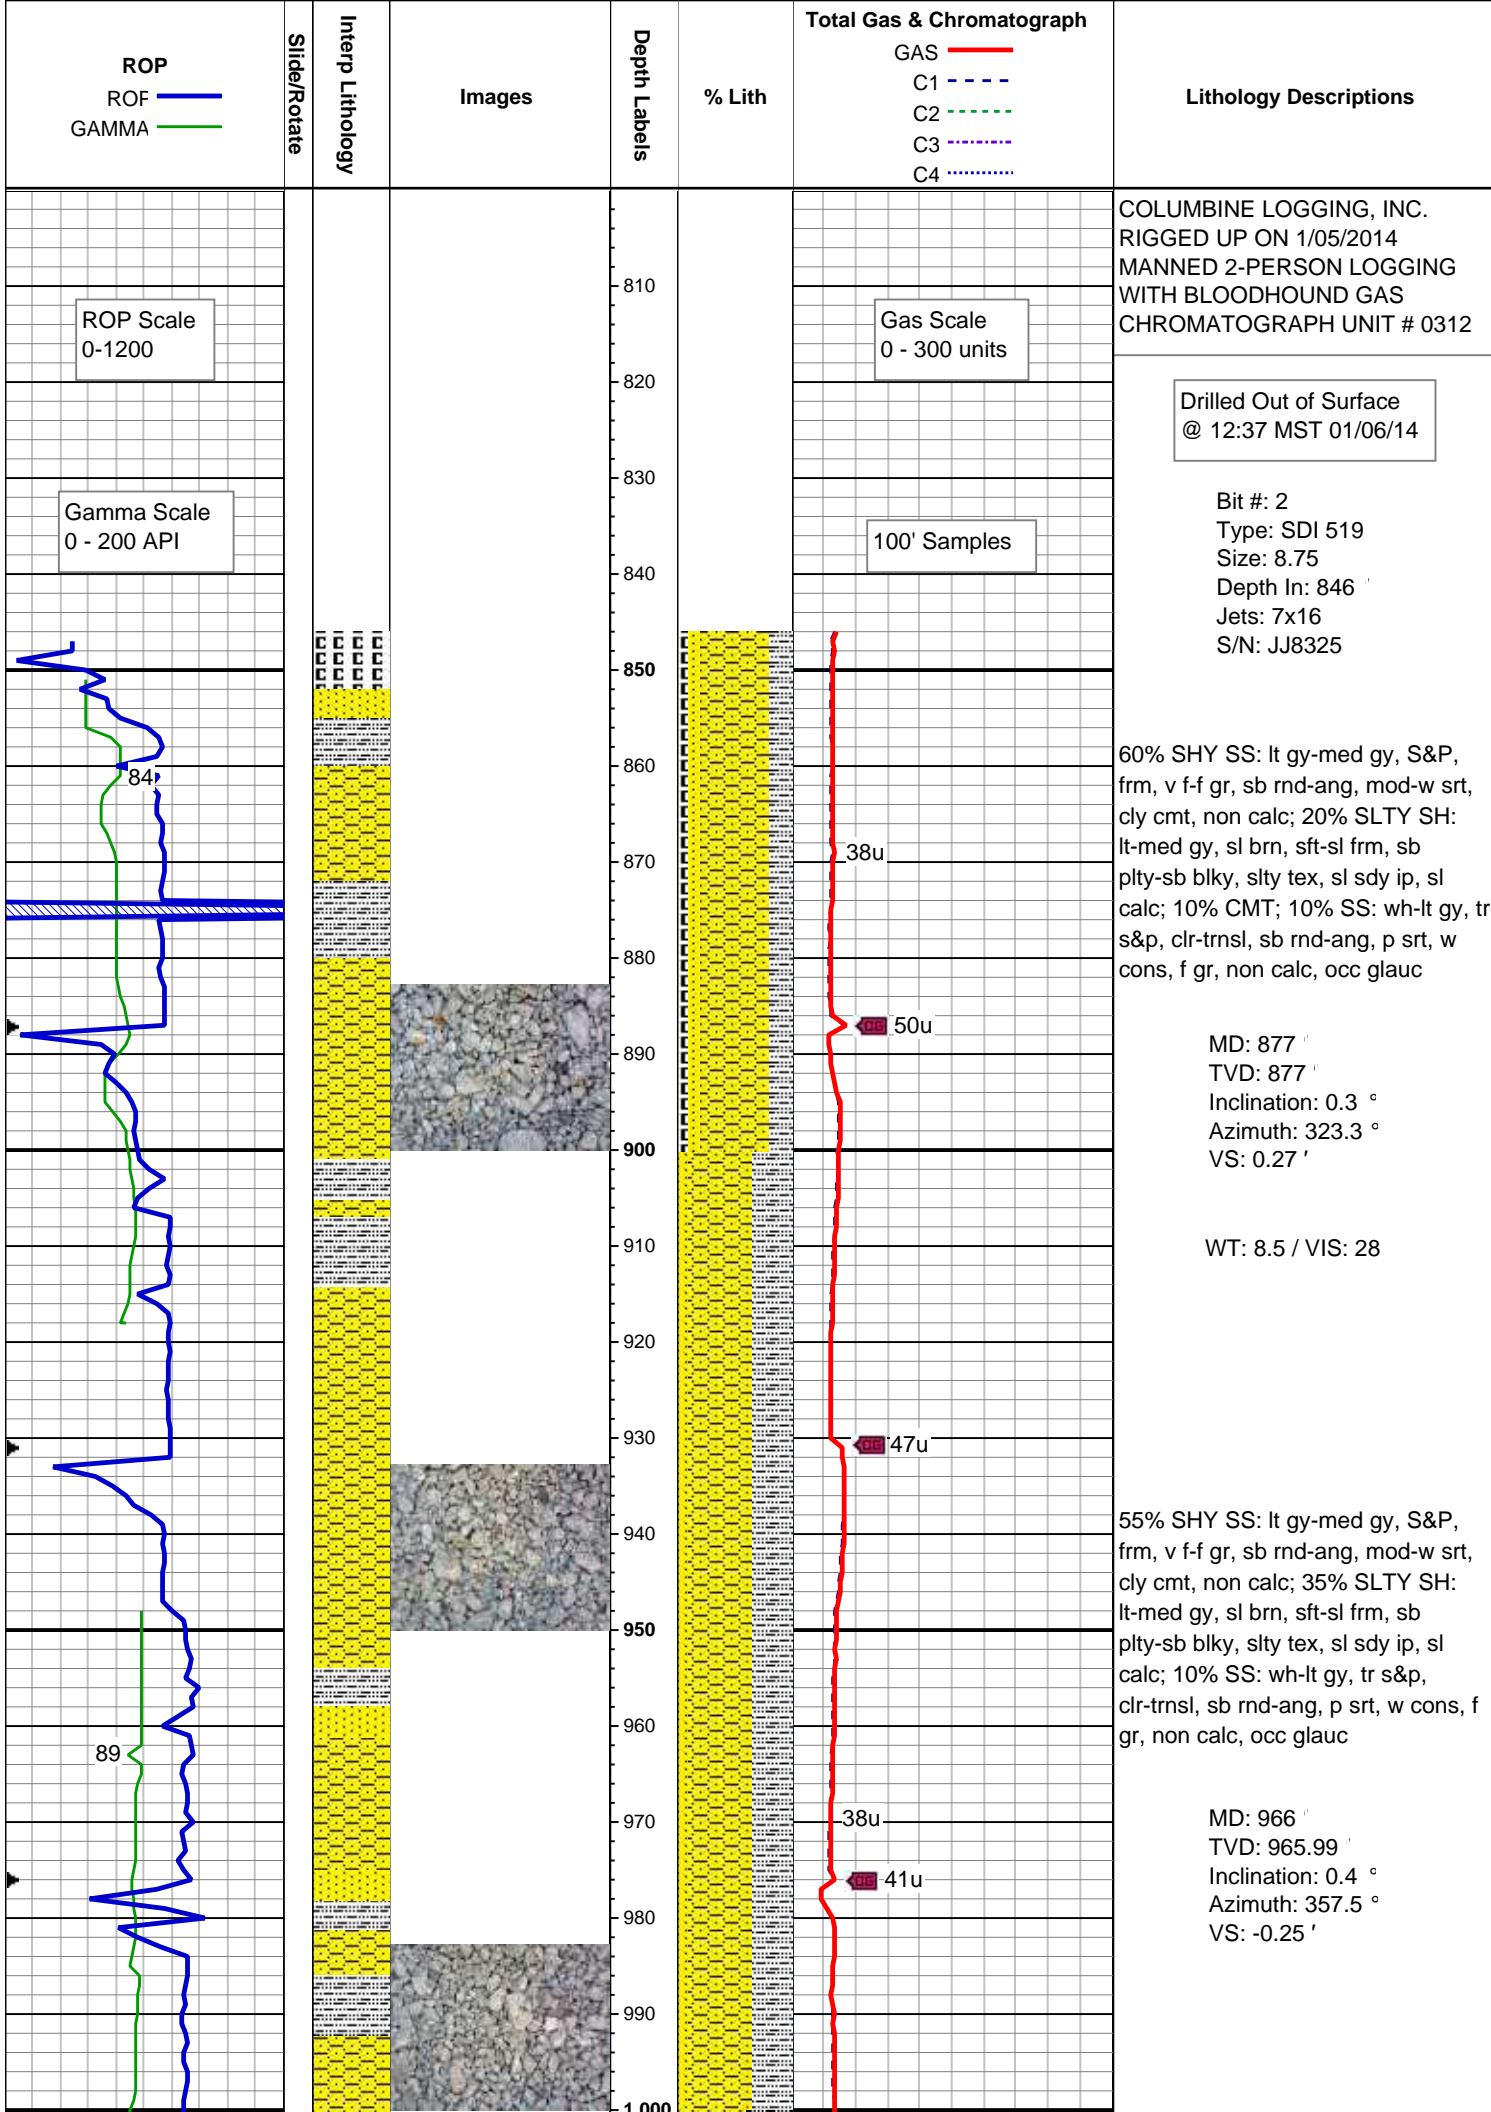 ROP
ROP
GAMMA
Slide/Rotate
Interp Lithology
Images
Depth Labels
% Lith
Total Gas & Chromatograph
GAS
C1
C2
C3
C4
Lithology Descriptions
COLUMBINE LOGGING, INC.
RIGGED UP ON 1/05/2014
MANNED 2-PERSON LOGGING
WITH BLOODHOUND GAS
CHROMATOGRAPH UNIT # 0312
ROP Scale
0-1200
Gamma Scale
0 - 200 API
Gas Scale
0 - 300 units
100' Samples
Drilled Out of Surface
@ 12:37 MST 01/06/14
Bit #: 2
Type: SDI 519
Size: 8.75
Depth In: 846 '
Jets: 7x16
S/N: JJ8325
810
820
830
840
850
860
870
880
890
900
910
920
930
940
950
960
970
980
990
1,000
84
89
38u
CG 50u
CG 47u
38u
CG 41u
60% SHY SS: lt gy-med gy, S&P,
frm, v f-f gr, sb rnd-ang, mod-w srt,
cly cmt, non calc; 20% SLTY SH:
lt-med gy, sl brn, sft-sl frm, sb
plty-sb blky, slty tex, sl sdy ip, sl
calc; 10% CMT; 10% SS: wh-lt gy, tr
s&p, clr-trnsl, sb rnd-ang, p srt, w
cons, f gr, non calc, occ glauc
MD: 877 '
TVD: 877 '
Inclination: 0.3 °
Azimuth: 323.3 °
VS: 0.27 '
WT: 8.5 / VIS: 28
55% SHY SS: lt gy-med gy, S&P,
frm, v f-f gr, sb rnd-ang, mod-w srt,
cly cmt, non calc; 35% SLTY SH:
lt-med gy, sl brn, sft-sl frm, sb
plty-sb blky, slty tex, sl sdy ip, sl
calc; 10% SS: wh-lt gy, tr s&p,
clr-trnsl, sb rnd-ang, p srt, w cons, f
gr, non calc, occ glauc
MD: 966 '
TVD: 965.99 '
Inclination: 0.4 °
Azimuth: 357.5 °
VS: -0.25 '